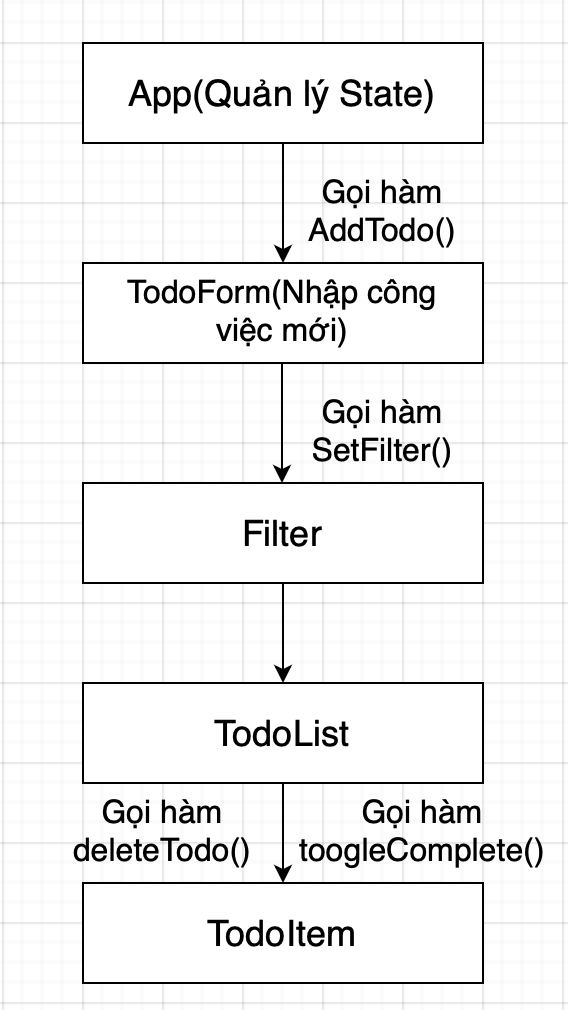 App(Quản lý State)
Gọi hàm
AddTodo()
TodoForm(Nhập công
việc mới)
Gọi hàm
SetFilter()
Filter
TodoList
Gọi hàm
deleteTodo()
Gọi hàm
toogleComplete()
TodoItem